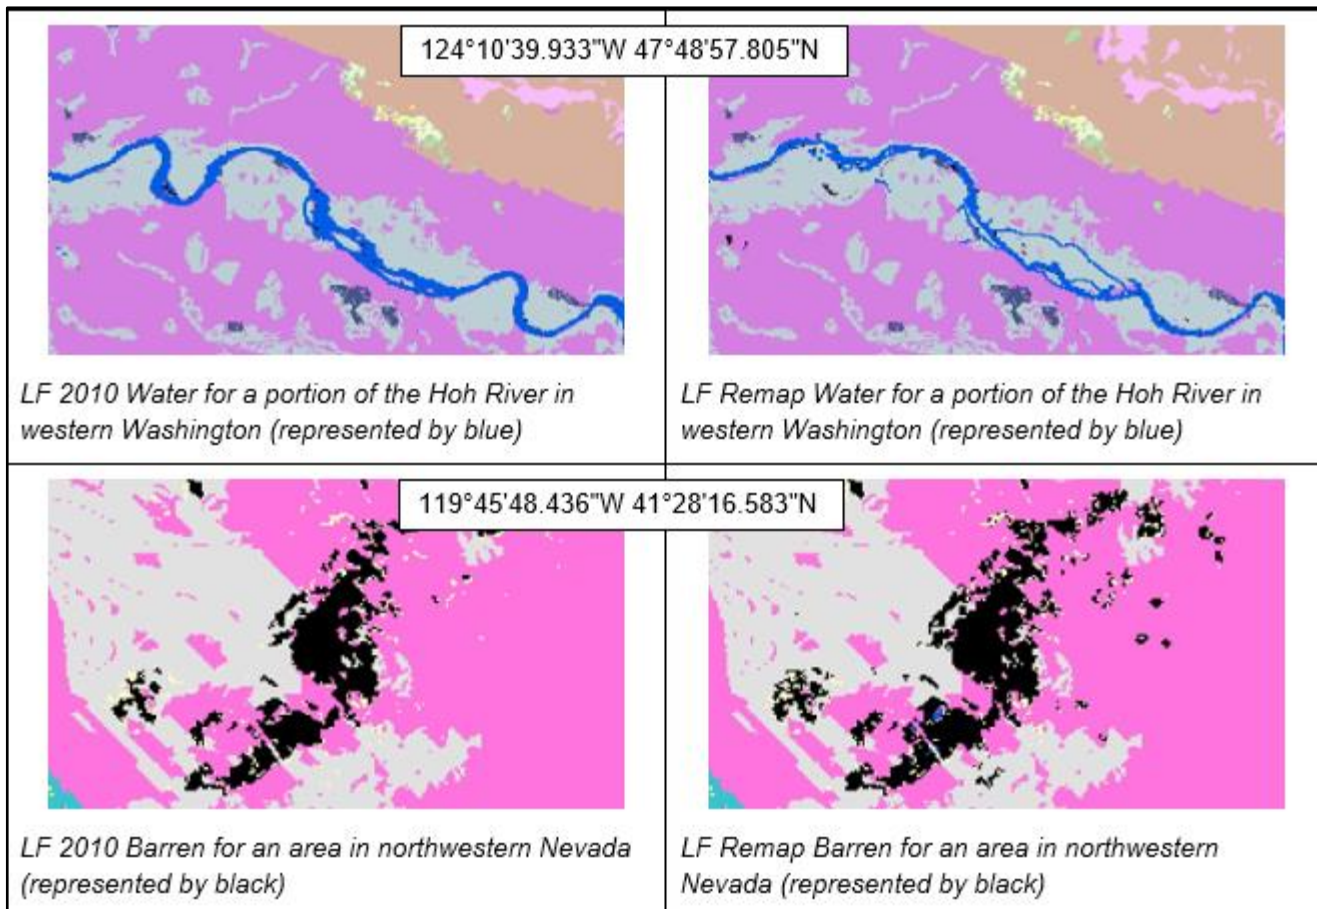 124°10'39.933"W 47°48'57.805"N
LF 2010 Water for a portion of the Hoh River in
western Washington (represented by blue)
LF Remap Water for a portion of the Hoh River in
western Washington (represented by blue)
119°45'48.436"W 41°28'16.583"N
LF 2010 Barren for an area in northwestern Nevada
(represented by black)
LF Remap Barren for an area in northwestern
Nevada (represented by black)